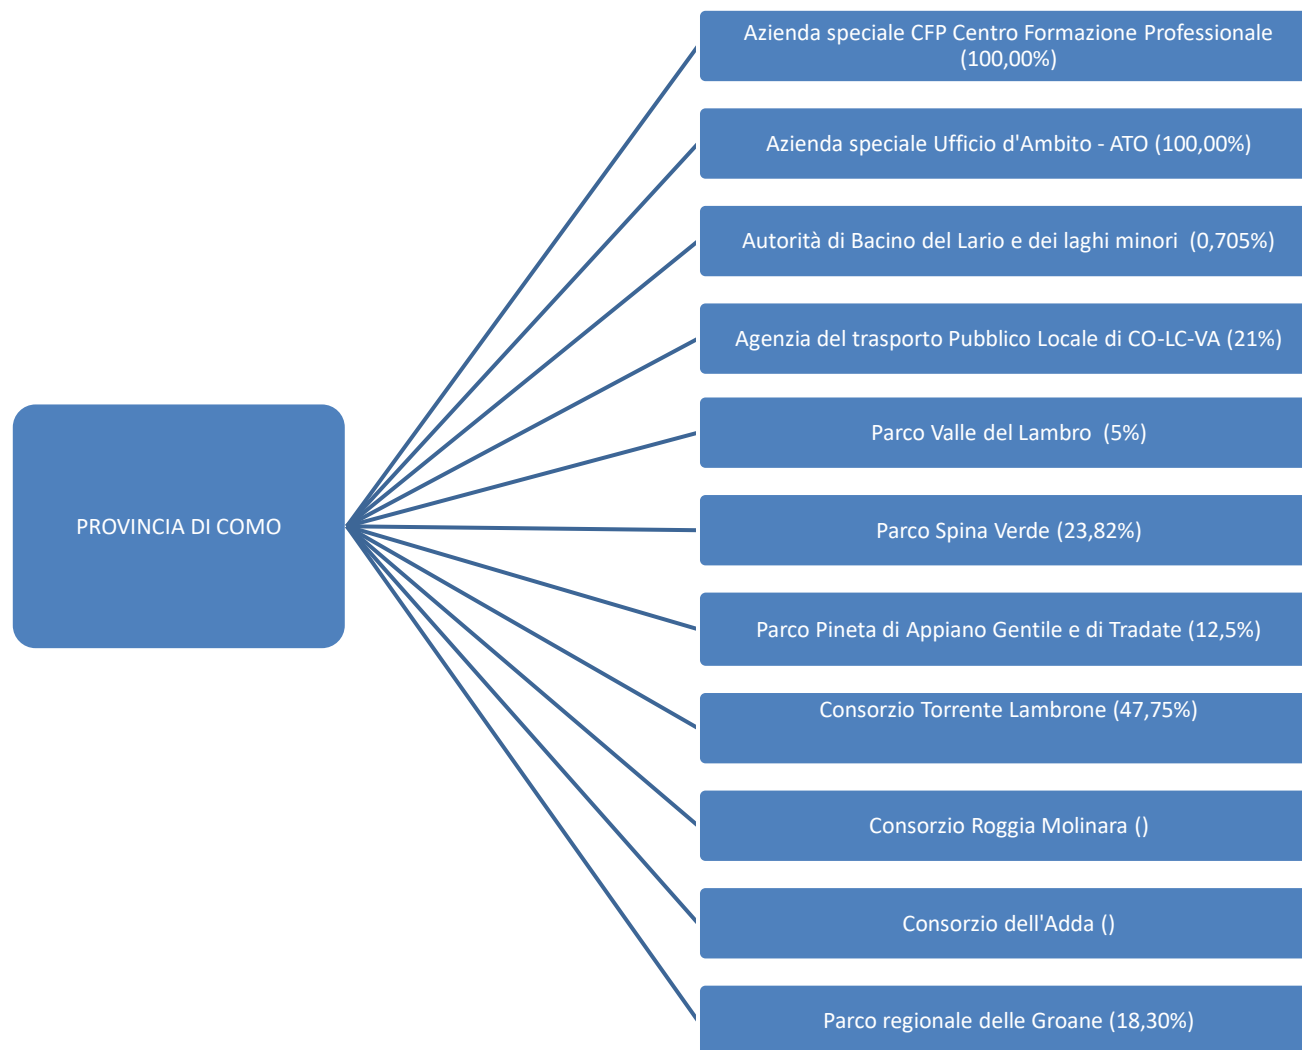 PROVINCIA DI COMO
Azienda speciale CFP Centro Formazione Professionale
(100,00%)
Azienda speciale Ufficio d'Ambito - ATO (100,00%)
Autorità di Bacino del Lario e dei laghi minori  (0,705%)
Agenzia del trasporto Pubblico Locale di CO-LC-VA (21%)
Parco Valle del Lambro  (5%)
Parco Spina Verde (23,82%)
Parco Pineta di Appiano Gentile e di Tradate (12,5%)
Consorzio Torrente Lambrone (47,75%)
Consorzio Roggia Molinara ()
Consorzio dell'Adda ()
Parco regionale delle Groane (18,30%)